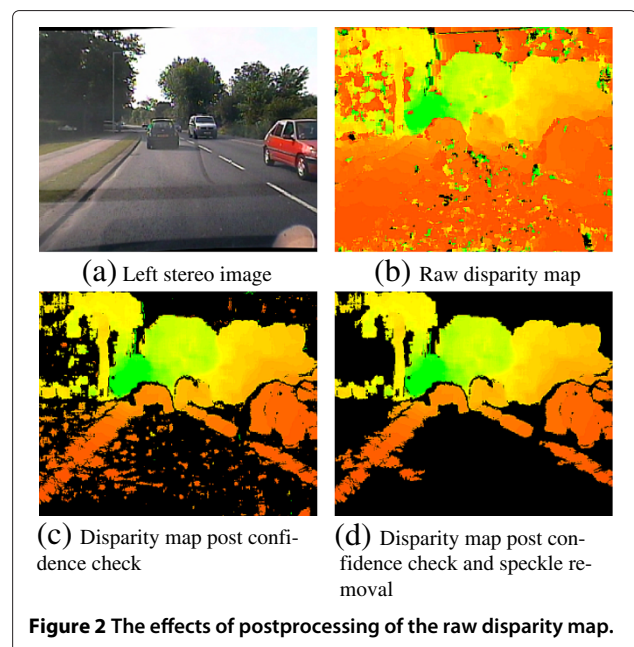 (a) Left stereo image
(b) Raw disparity map
(c) Disparity map post confi-
dence check
(d) Disparity map post con-
fidence check and speckle re-
moval
Figure 2 The effects of postprocessing of the raw disparity map.